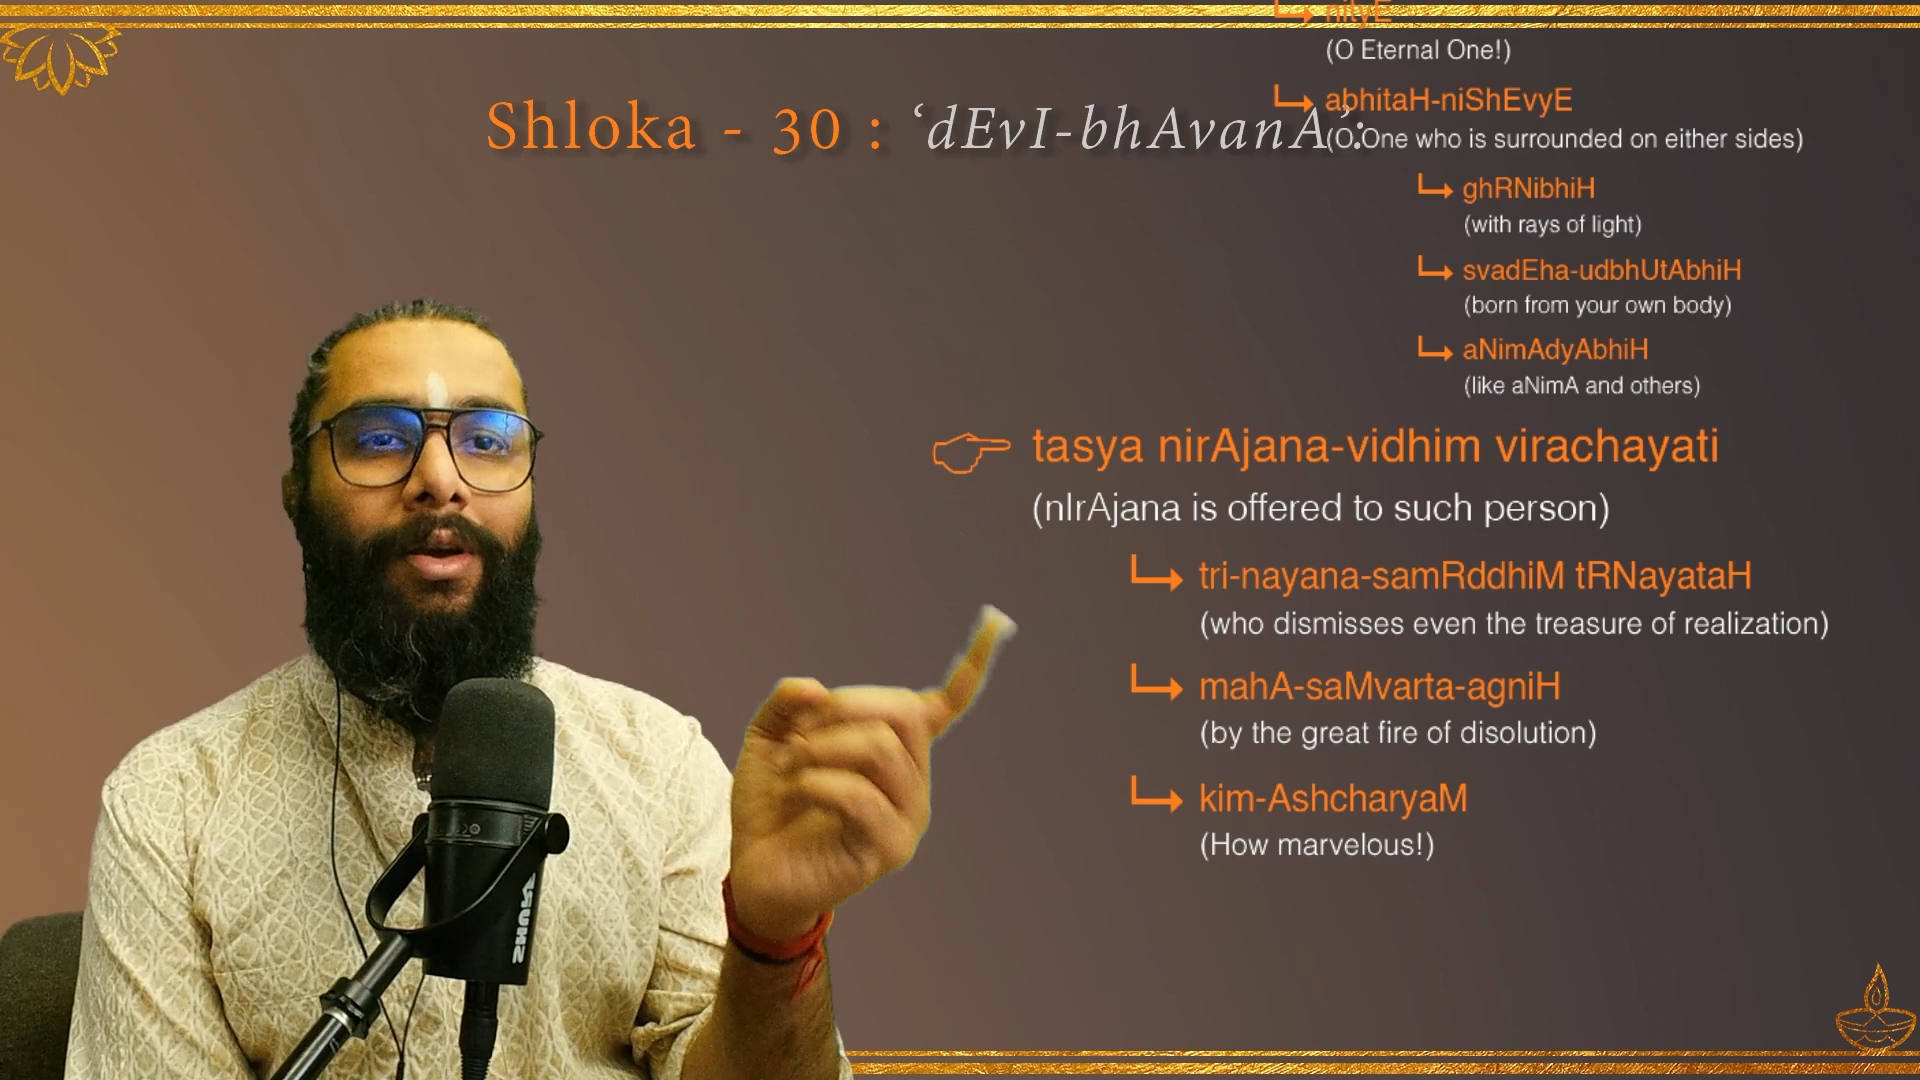 nityE
(O Eternal One!)
abhitaH-niShEvyE
Shloka - 30 : ‘dEvI-bhAvanA’:
(O One who is surrounded on either sides)
ghRNibhiH
(with rays of light)
svadEha-udbhUtAbhiH
(born from your own body)
aNimAdyAbhiH
(like aNimA and others)
tasya nirAjana-vidhim virachayati
(nIrAjana is offered to such person)
tri-nayana-samRddhiM tRNayataH
(who dismisses even the treasure of realization)
mahA-saMvarta-agniH
(by the great fire of disolution)
kim-AshcharyaM
(How marvelous!)
SHURE